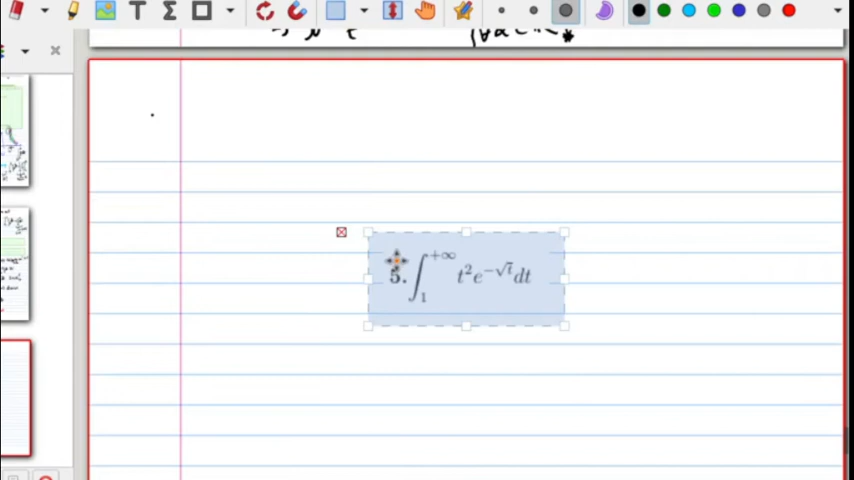 5. \int_{1}^{+\infty} t^2 e^{-\sqrt{t}} dt